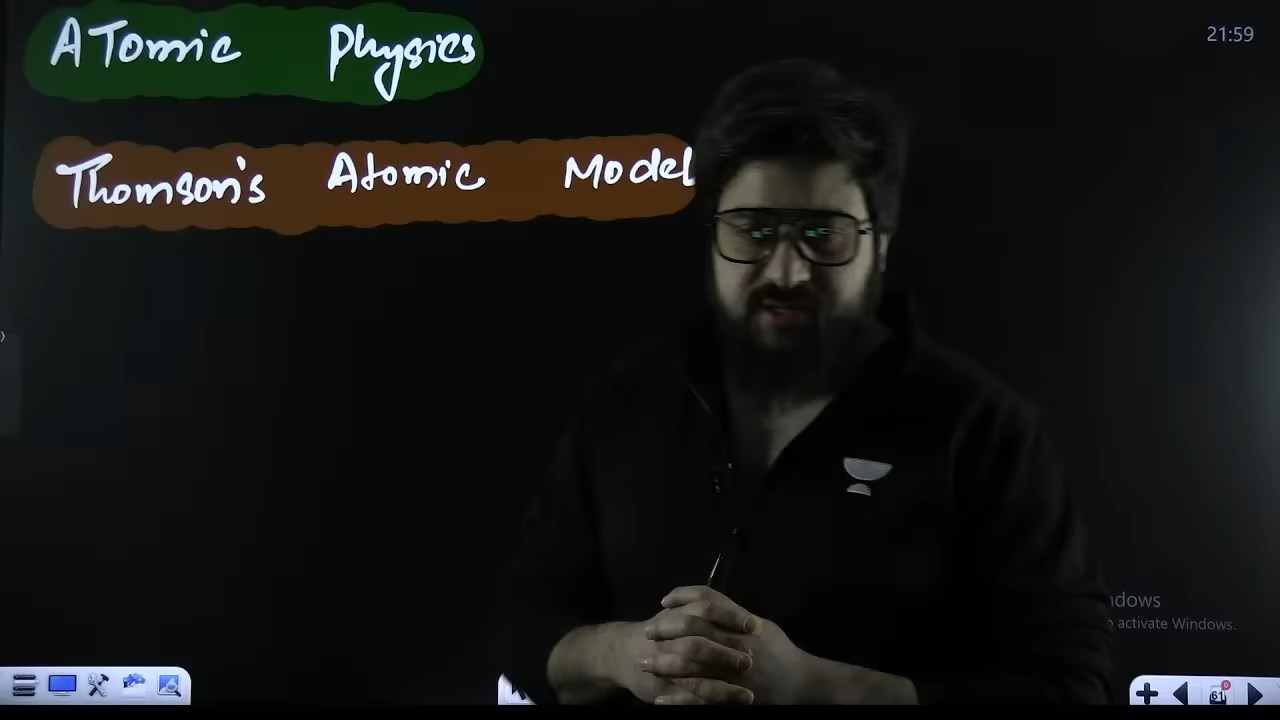 ATomic Physics
21:59
Thomson's Atomic Model
ndows
o activate Windows.
61